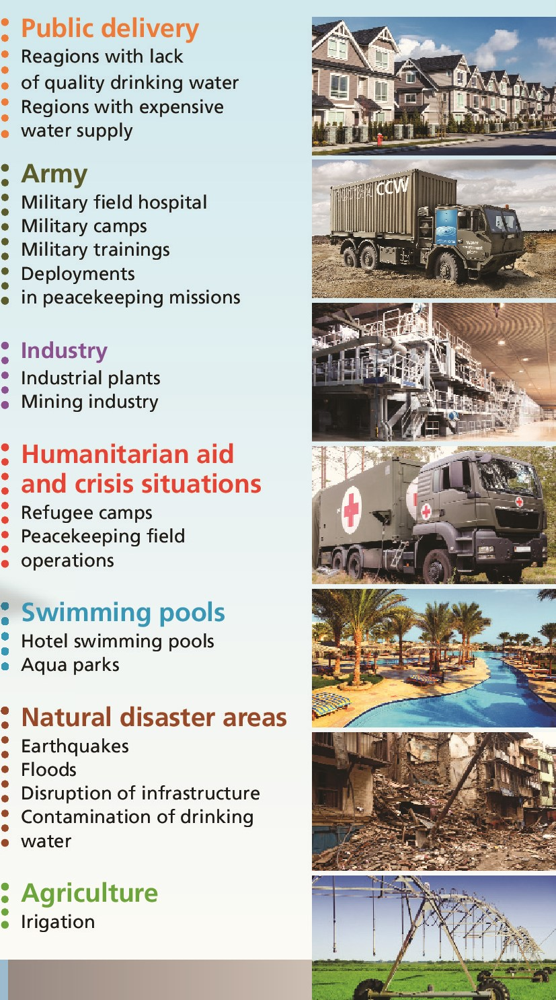 Public delivery
Reagions with lack
of quality drinking water
Regions with expensive
water supply
Army
Military field hospital
Military camps
Military trainings
Deployments
in peacekeeping missions
CCW
Water
treatment
plant
Industry
Industrial plants
Mining industry
Humanitarian aid
and crisis situations
Refugee camps
Peacekeeping field
operations
Swimming pools
Hotel swimming pools
Aqua parks
Natural disaster areas
Earthquakes
Floods
Disruption of infrastructure
Contamination of drinking
water
Agriculture
Irigation